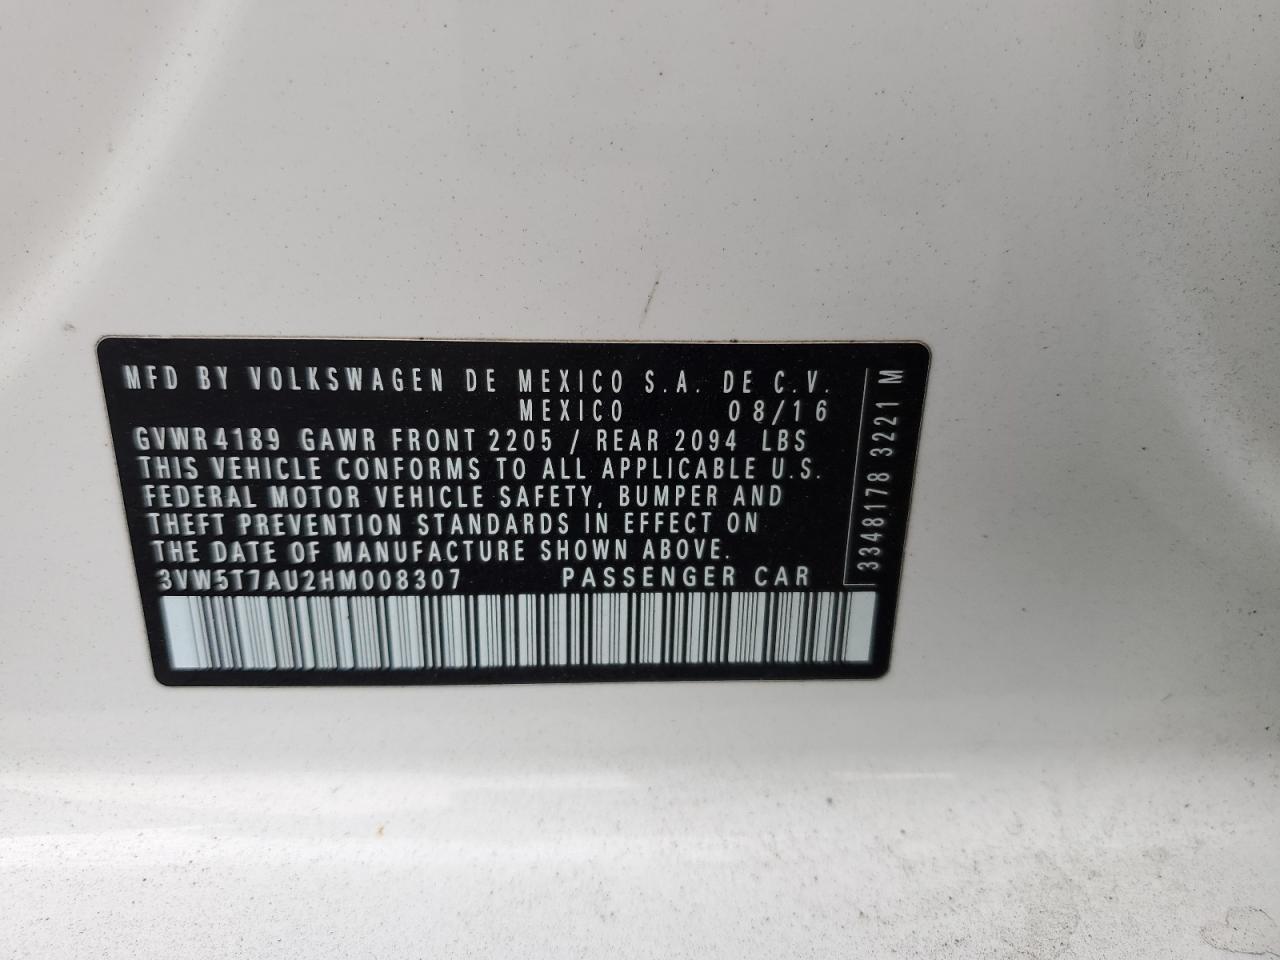 MFD BY VOLKSWAGEN DE MEXICO S.A. DE C.V.
MEXICO 08/16
GVWR 4189 GAWR FRONT 2205 / REAR 2094 LBS
THIS VEHICLE CONFORMS TO ALL APPLICABLE U.S.
FEDERAL MOTOR VEHICLE SAFETY, BUMPER AND
THEFT PREVENTION STANDARDS IN EFFECT ON
THE DATE OF MANUFACTURE SHOWN ABOVE.
3VW5T7AU2HM008307 PASSENGER CAR
3348178 3221 M